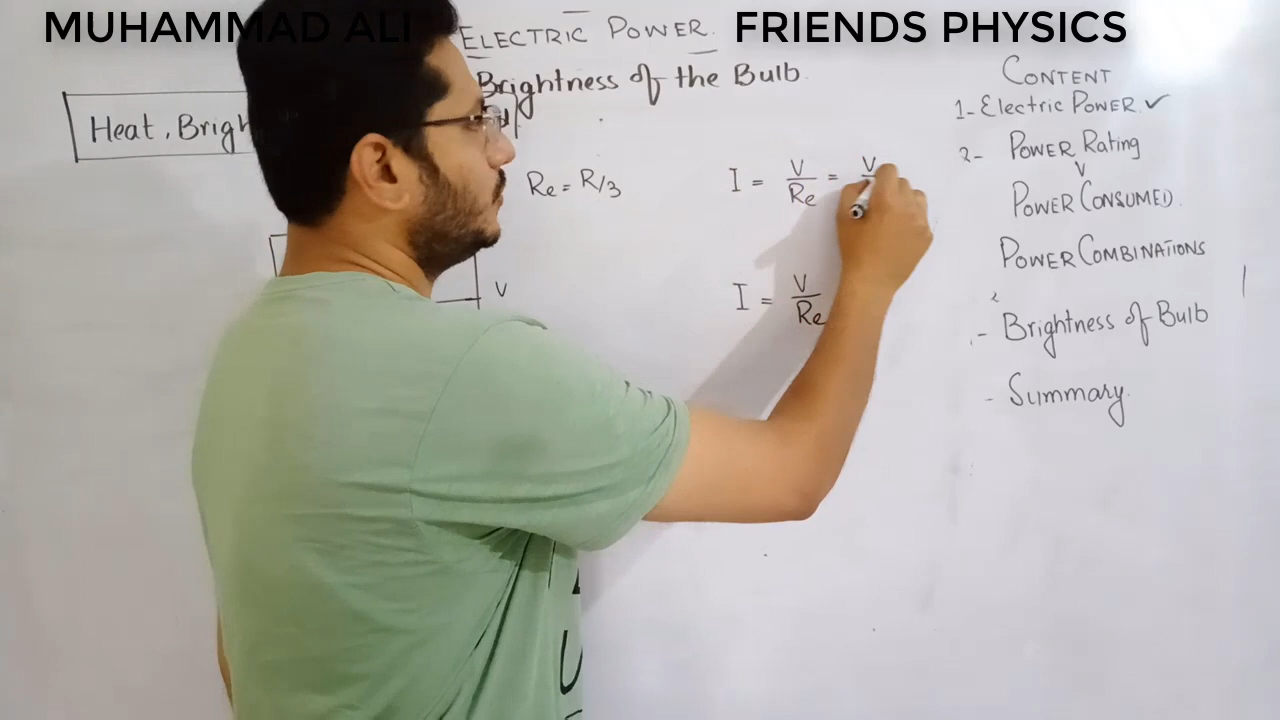 MUHAMMAD ALI FRIENDS PHYSICS
ELECTRIC POWER.
Brightness of the Bulb
Heat, Brigh
Re = R/3
I = V/Re = V
V
I = V/Re
CONTENT
1- Electric POWER ✓
2- POWER Rating
POWER CONSUMED.
POWER COMBINATIONS
- Brightness of Bulb
- Summary.